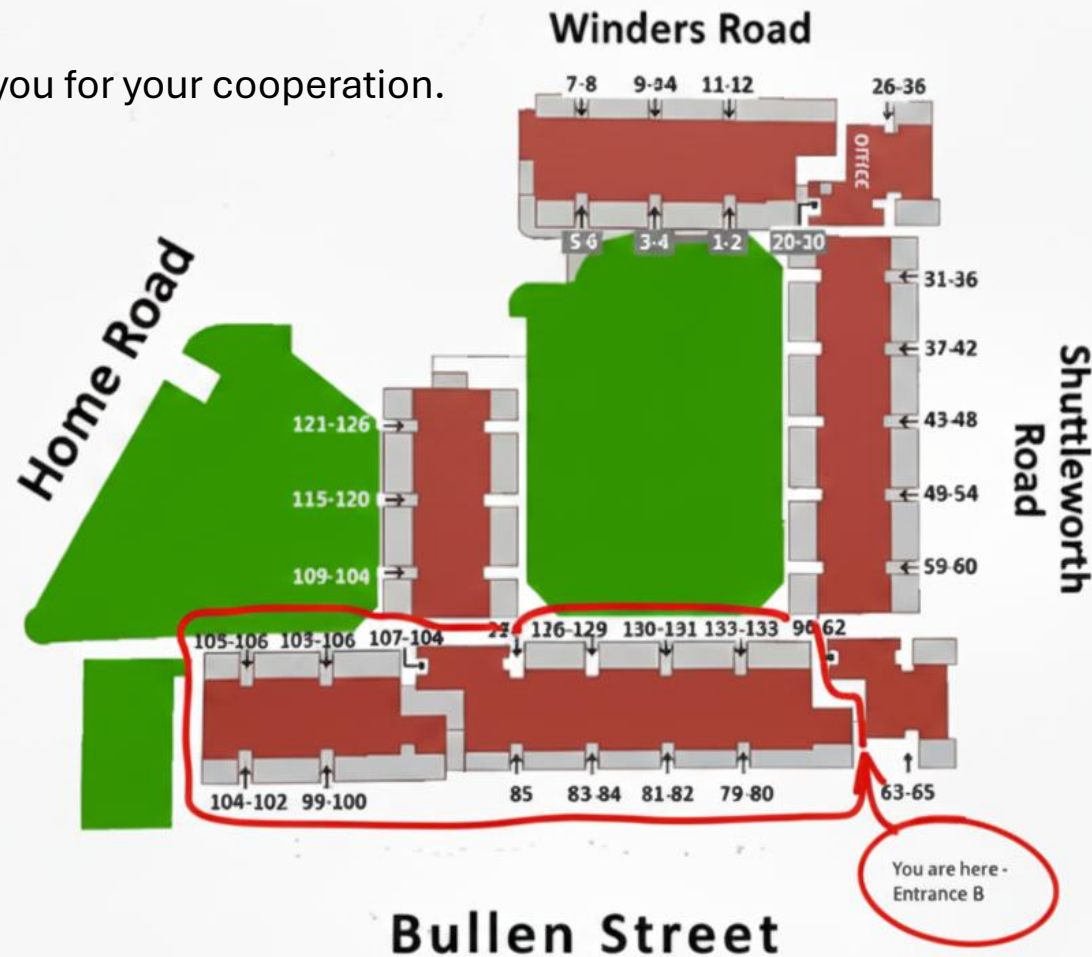 Winders Road
you for your cooperation.
7-8 9-94 11-12 26-36
OFFICE
5-6 3-4 1-2 20-30
Home Road
31-36
37-42
Shuttleworth
Road
121-126
43-48
115-120
49-54
109-104
59-60
105-106 103-106 107-104 126-129 130-131 133-133 90-62
104-102 99-100 85 83-84 81-82 79-80 63-65
You are here -
Entrance B
Bullen Street